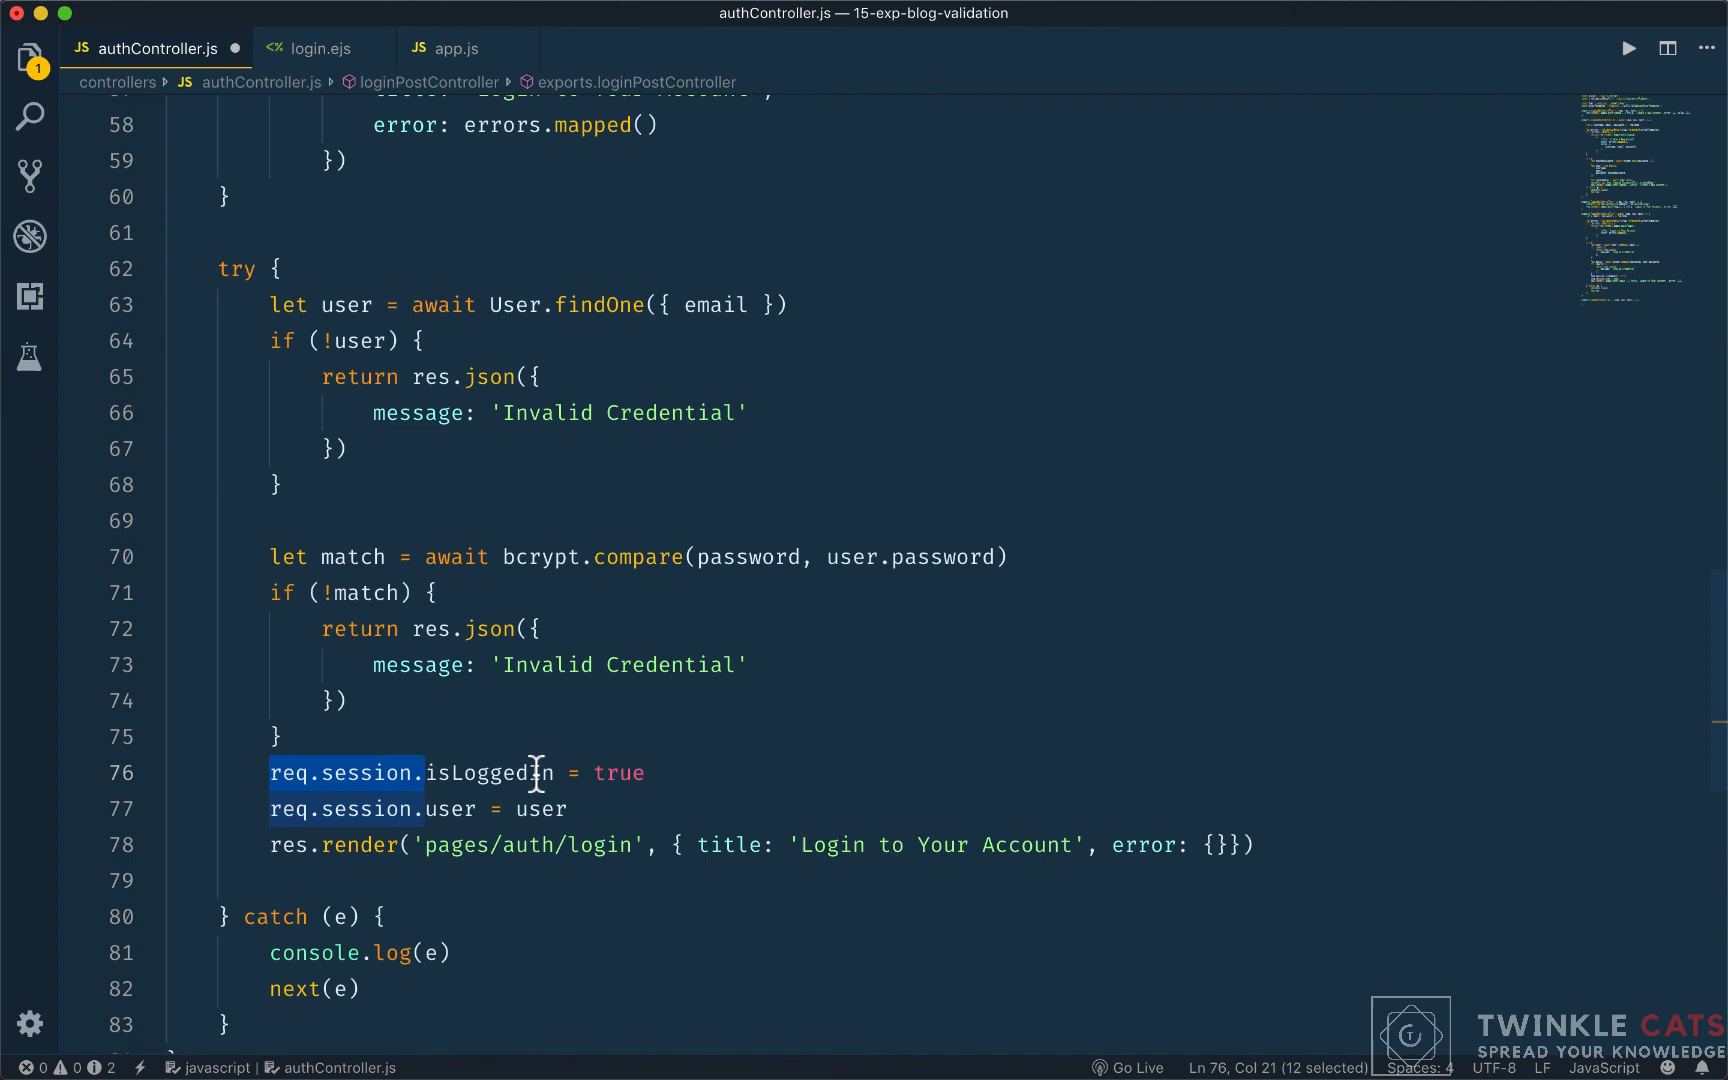 authController.js — 15-exp-blog-validation
JS authController.js ● <% login.ejs JS app.js
controllers › JS authController.js › loginPostController › exports.loginPostController
1
58 error: errors.mapped()
59 })
60 }
61
62 try {
63 let user = await User.findOne({ email })
64 if (!user) {
65 return res.json({
66 message: 'Invalid Credential'
67 })
68 }
69
70 let match = await bcrypt.compare(password, user.password)
71 if (!match) {
72 return res.json({
73 message: 'Invalid Credential'
74 })
75 }
76 req.session.isLoggedIn = true
77 req.session.user = user
78 res.render('pages/auth/login', { title: 'Login to Your Account', error: {}})
79
80 } catch (e) {
81 console.log(e)
82 next(e)
83 }
TWINKLE CATS
SPREAD YOUR KNOWLEDGE
0 0 2 javascript | authController.js Go Live Ln 76, Col 21 (12 selected) Spaces: 4 UTF-8 LF JavaScript